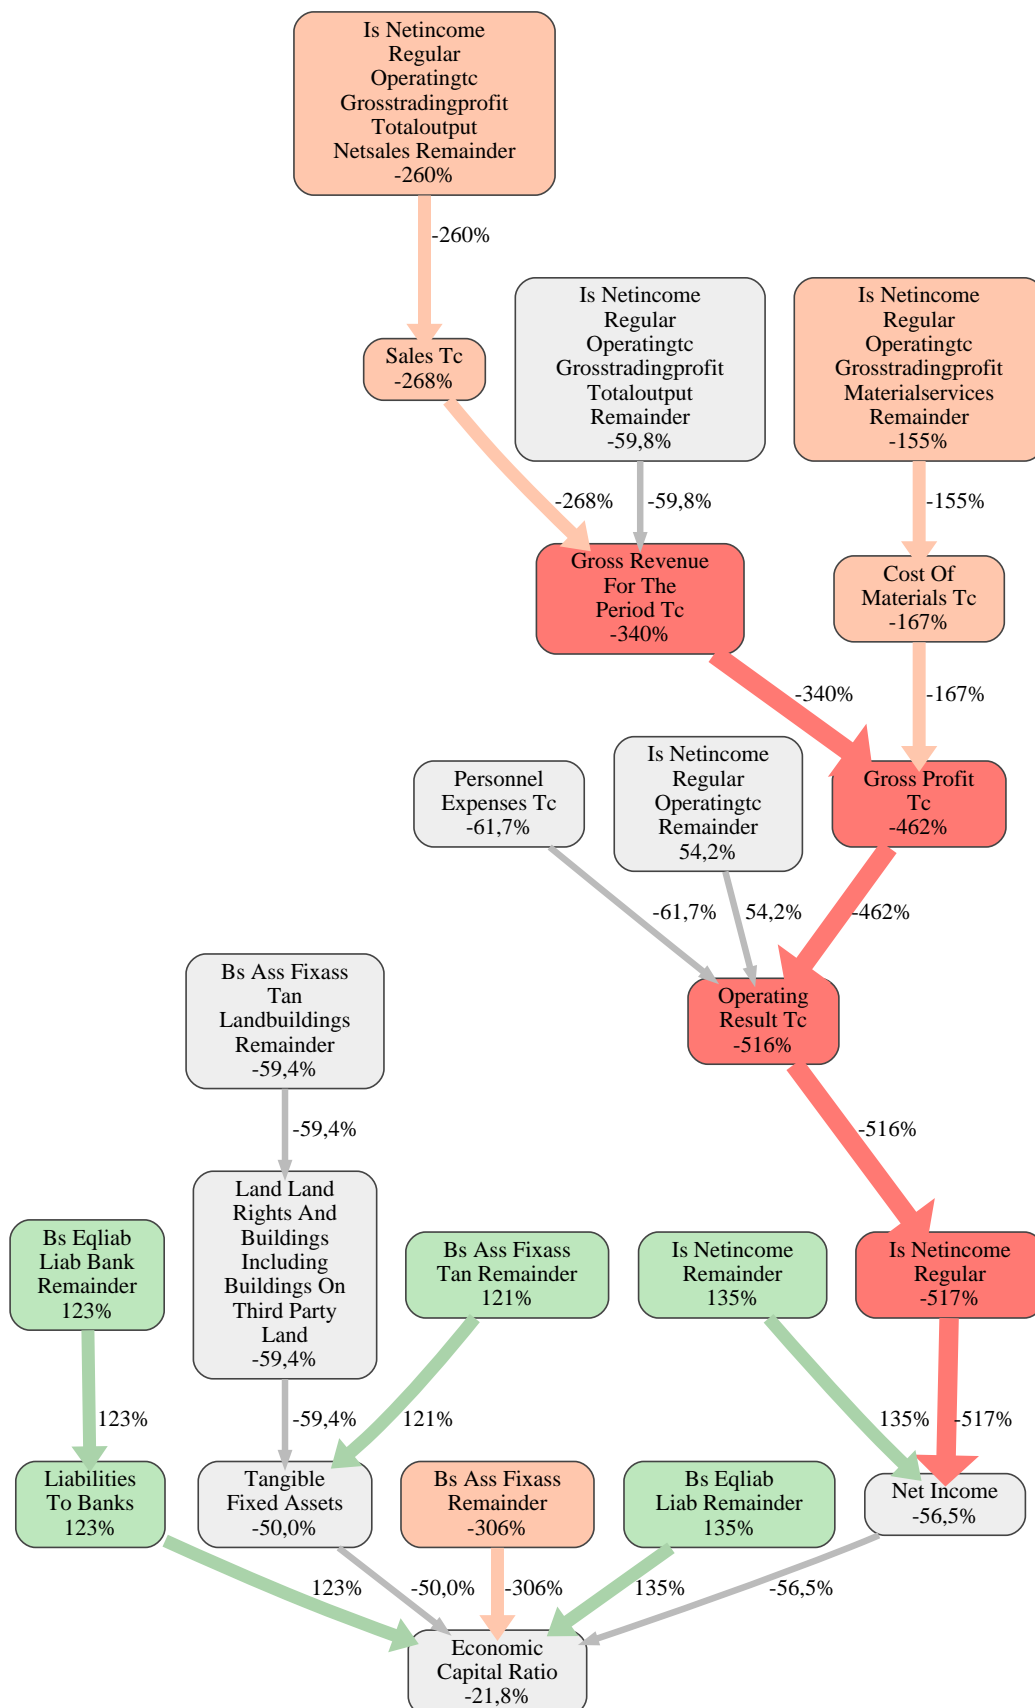 Is Netincome
Regular
Operatingtc
Grosstradingprofit
Totaloutput
Netsales Remainder
-260%
-260%
Is Netincome
Regular
Operatingtc
Grosstradingprofit
Totaloutput
Remainder
-59,8%
Is Netincome
Regular
Operatingtc
Grosstradingprofit
Materialservices
Remainder
-155%
Sales Tc
-268%
-268%
-59,8%
-155%
Gross Revenue
For The
Period Tc
-340%
Cost Of
Materials Tc
-167%
-340%
-167%
Personnel
Expenses Tc
-61,7%
Is Netincome
Regular
Operatingtc
Remainder
54,2%
Gross Profit
Tc
-462%
-61,7%
54,2%
-462%
Bs Ass Fixass
Tan
Landbuildings
Remainder
-59,4%
Operating
Result Tc
-516%
-59,4%
-516%
Bs Eqliab
Liab Bank
Remainder
123%
Land Land
Rights And
Buildings
Including
Buildings On
Third Party
Land
-59,4%
Bs Ass Fixass
Tan Remainder
121%
Is Netincome
Remainder
135%
Is Netincome
Regular
-517%
123%
-59,4%
121%
135%
-517%
Liabilities
To Banks
123%
Tangible
Fixed Assets
-50,0%
Bs Ass Fixass
Remainder
-306%
Bs Eqliab
Liab Remainder
135%
Net Income
-56,5%
123%
-50,0%
-306%
135%
-56,5%
Economic
Capital Ratio
-21,8%